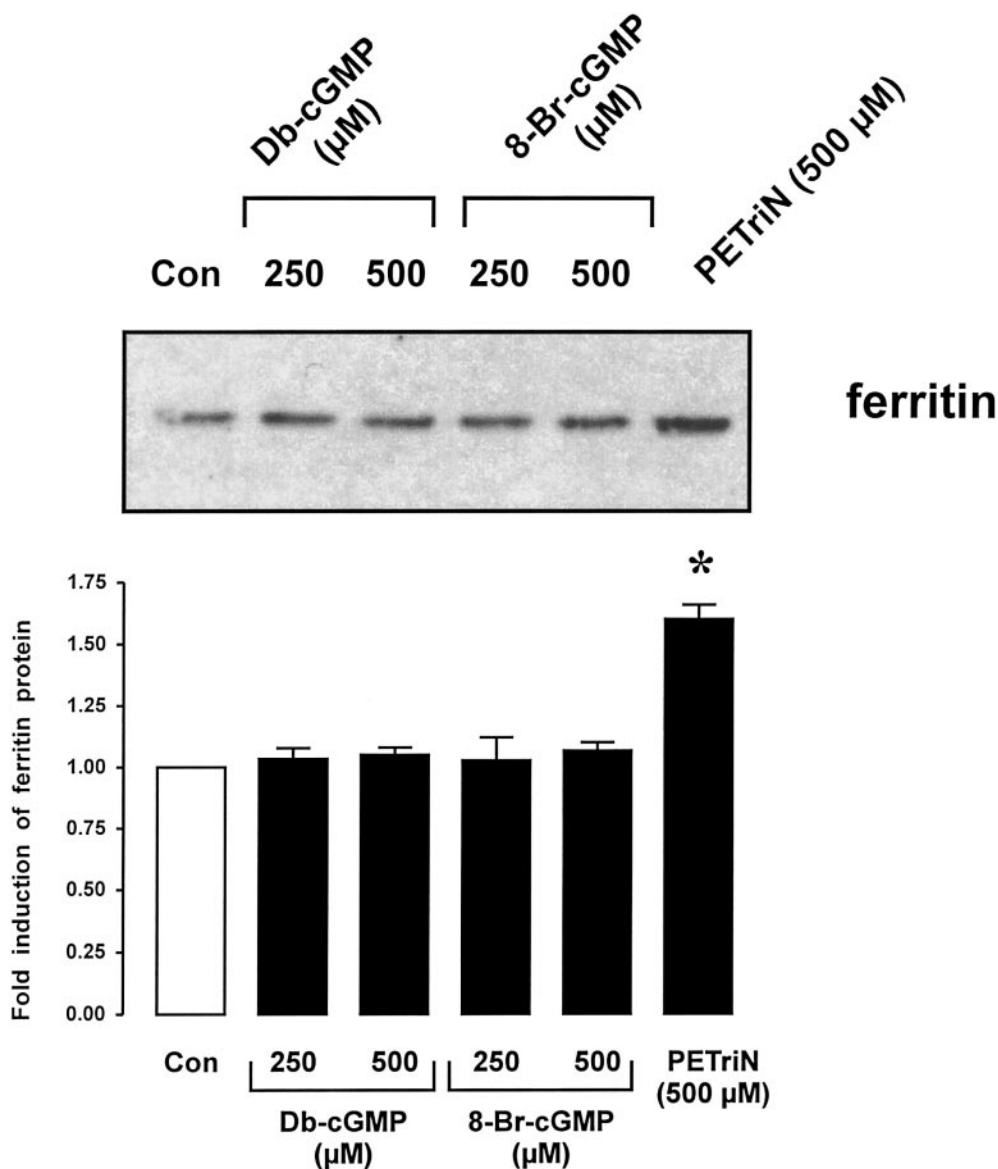 Db-cGMP
(µM)
8-Br-cGMP
(µM)
PETriN (500 µM)
Con 250 500 250 500
ferritin
*
Fold induction of ferritin protein
1.75
1.50
1.25
1.00
0.75
0.50
0.25
0.00
Con 250 500 250 500 PETriN
(500 µM)
Db-cGMP
(µM)
8-Br-cGMP
(µM)